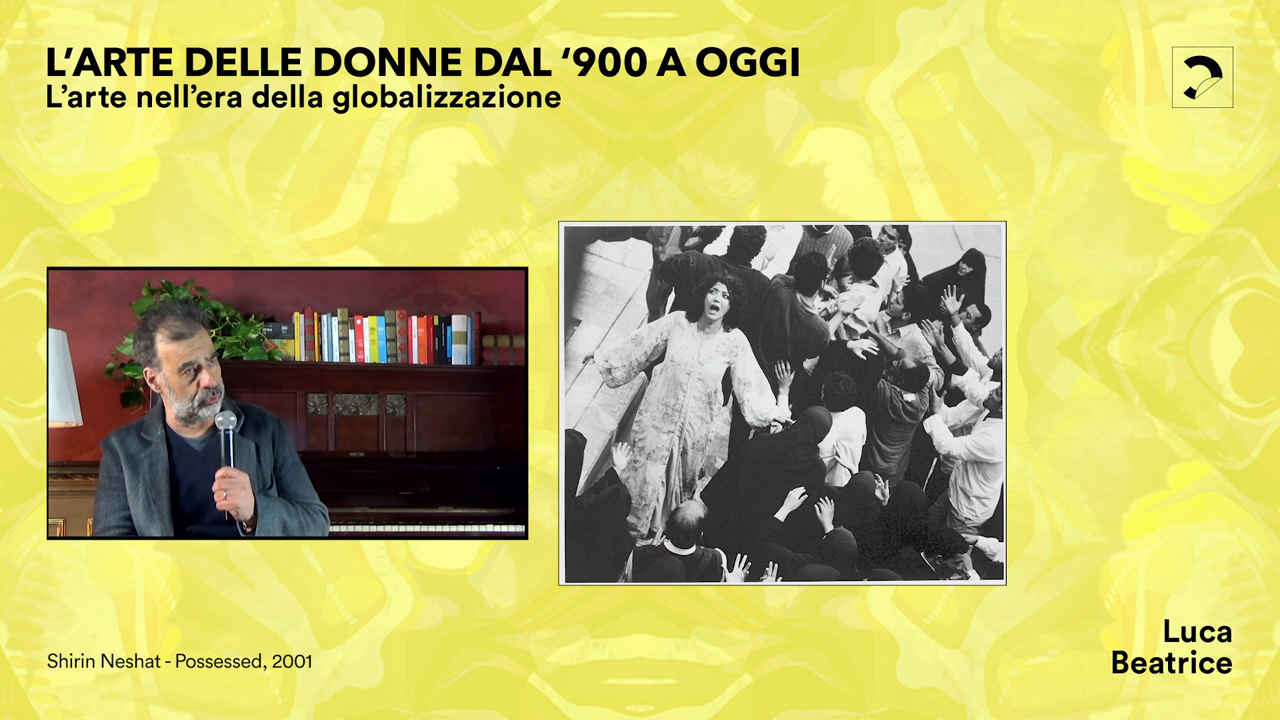 L’ARTE DELLE DONNE DAL ‘900 A OGGI
L’arte nell’era della globalizzazione
Shirin Neshat - Possessed, 2001
Luca
Beatrice